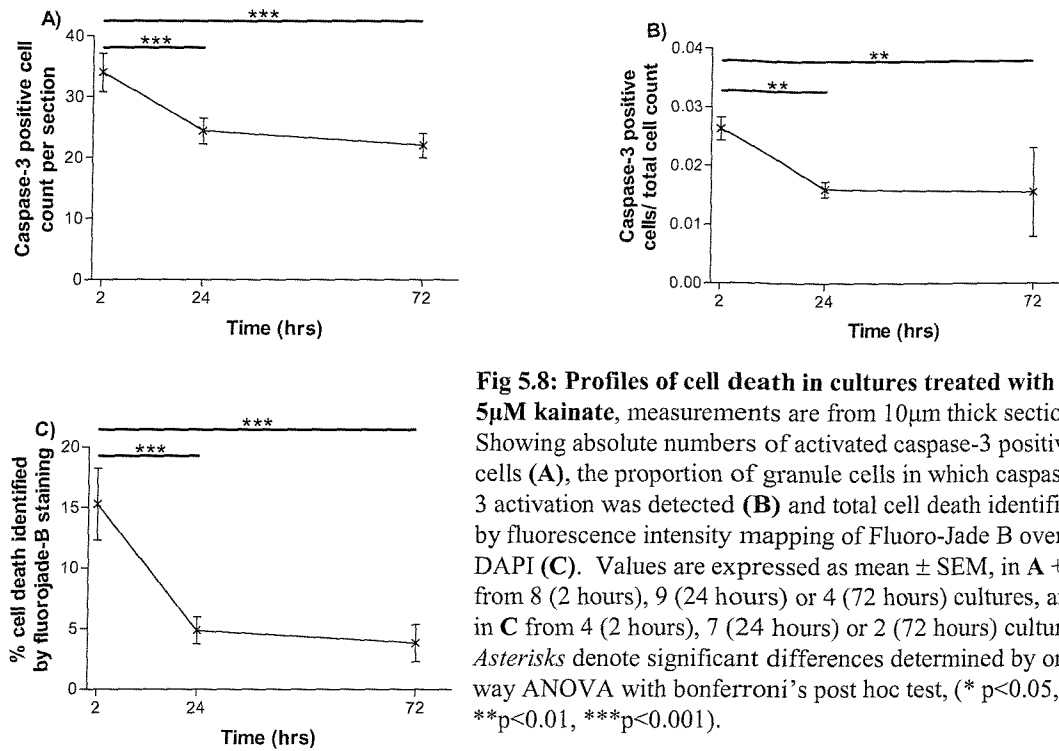 A)
***
***
40
30
20
10
0
Caspase-3 positive cell
count per section
2 24 72
Time (hrs)
B)
**
**
0.04
0.03
0.02
0.01
0.00
Caspase-3 positive
cells/ total cell count
2 24 72
Time (hrs)
C)
***
***
20
15
10
5
0
% cell death identified
by fluorojade-B staining
2 24 72
Time (hrs)
Fig 5.8: Profiles of cell death in cultures treated with
5µM kainate, measurements are from 10µm thick section
Showing absolute numbers of activated caspase-3 positiv
cells (A), the proportion of granule cells in which caspas
3 activation was detected (B) and total cell death identifi
by fluorescence intensity mapping of Fluoro-Jade B over
DAPI (C). Values are expressed as mean ± SEM, in A +
from 8 (2 hours), 9 (24 hours) or 4 (72 hours) cultures, a
in C from 4 (2 hours), 7 (24 hours) or 2 (72 hours) cultur
Asterisks denote significant differences determined by on
way ANOVA with bonferroni's post hoc test, (* p<0.05,
**p<0.01, ***p<0.001).